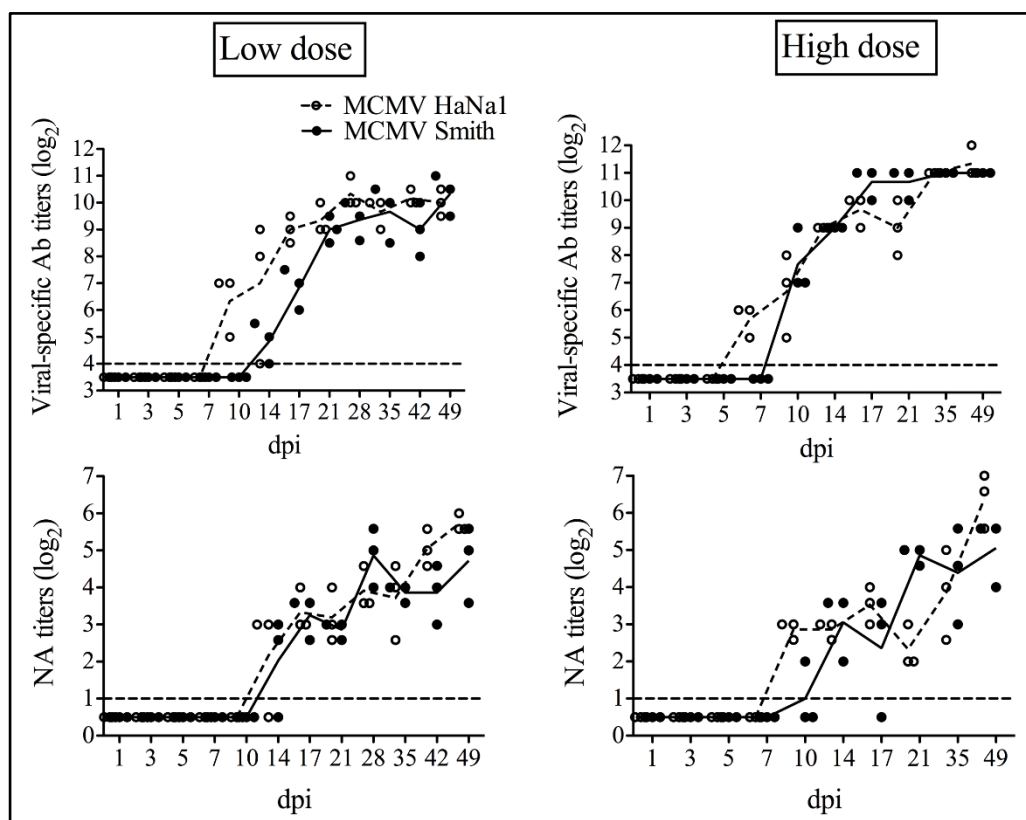 Low dose
High dose
MCMV HaNa1
MCMV Smith
Viral-specific Ab titers (log2)
12
11
10
9
8
7
6
5
4
3
1 3 5 7 10 14 17 21 28 35 42 49
dpi
Viral-specific Ab titers (log2)
12
11
10
9
8
7
6
5
4
3
1 3 5 7 10 14 17 21 35 49
dpi
NA titers (log2)
7
6
5
4
3
2
1
0
1 3 5 7 10 14 17 21 28 35 42 49
dpi
NA titers (log2)
7
6
5
4
3
2
1
0
1 3 5 7 10 14 17 21 35 49
dpi